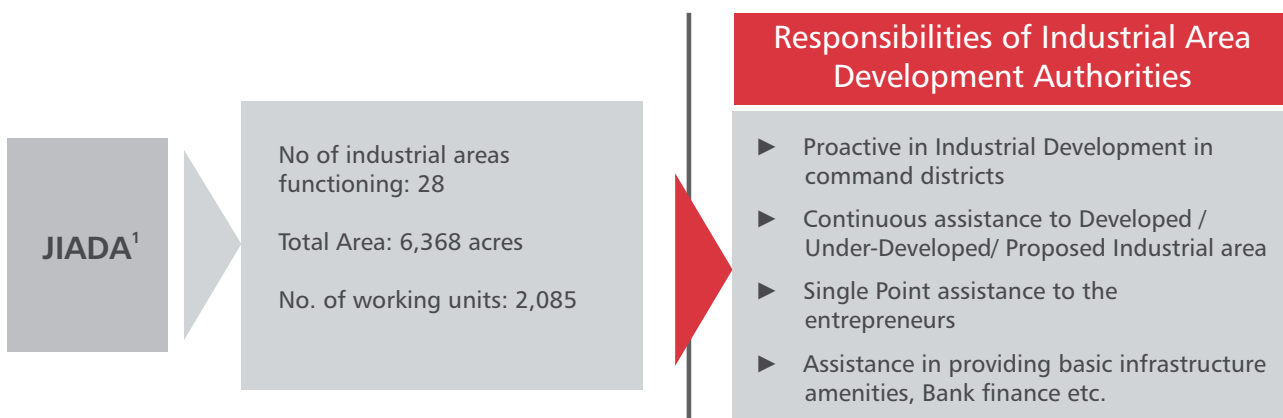 JIADA¹
No of industrial areas
functioning: 28
Total Area: 6,368 acres
No. of working units: 2,085
Responsibilities of Industrial Area
Development Authorities
► Proactive in Industrial Development in
command districts
► Continuous assistance to Developed /
Under-Developed/ Proposed Industrial area
► Single Point assistance to the
entrepreneurs
► Assistance in providing basic infrastructure
amenities, Bank finance etc.